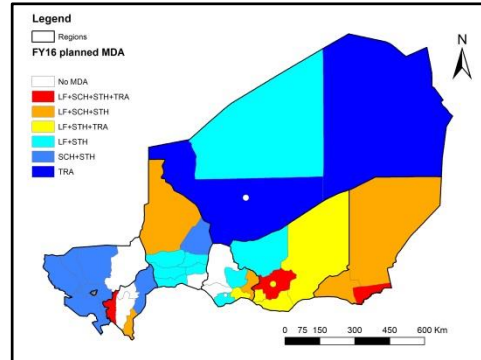 Legend
Regions
FY16 planned MDA
No MDA
LF+SCH+STH+TRA
LF+SCH+STH
LF+STH+TRA
LF+STH
SCH+STH
TRA
N
0 75 150 300 450 600 Km